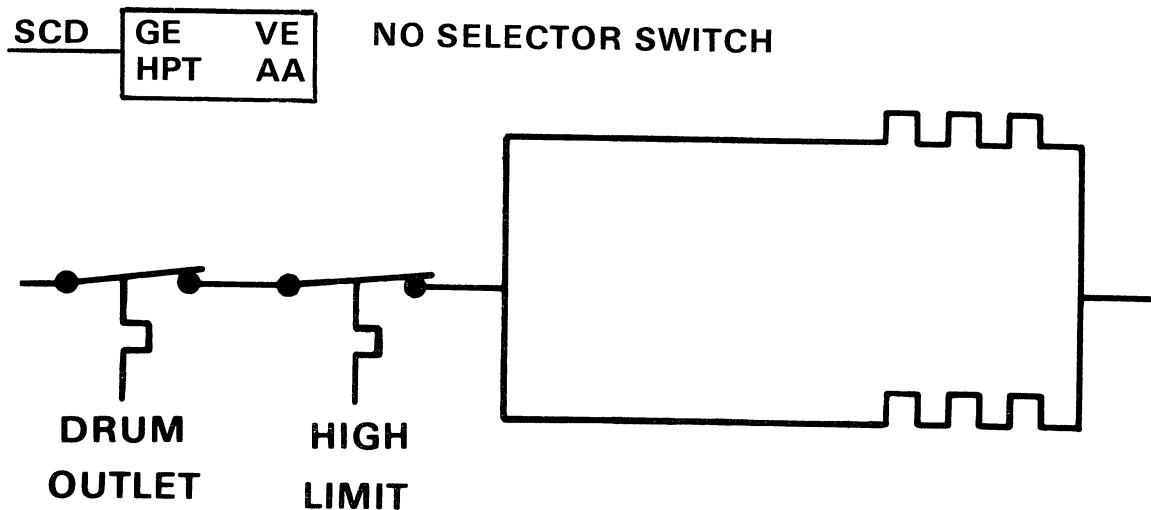 SCD GE VE NO SELECTOR SWITCH
HPT AA
DRUM
OUTLET
HIGH
LIMIT